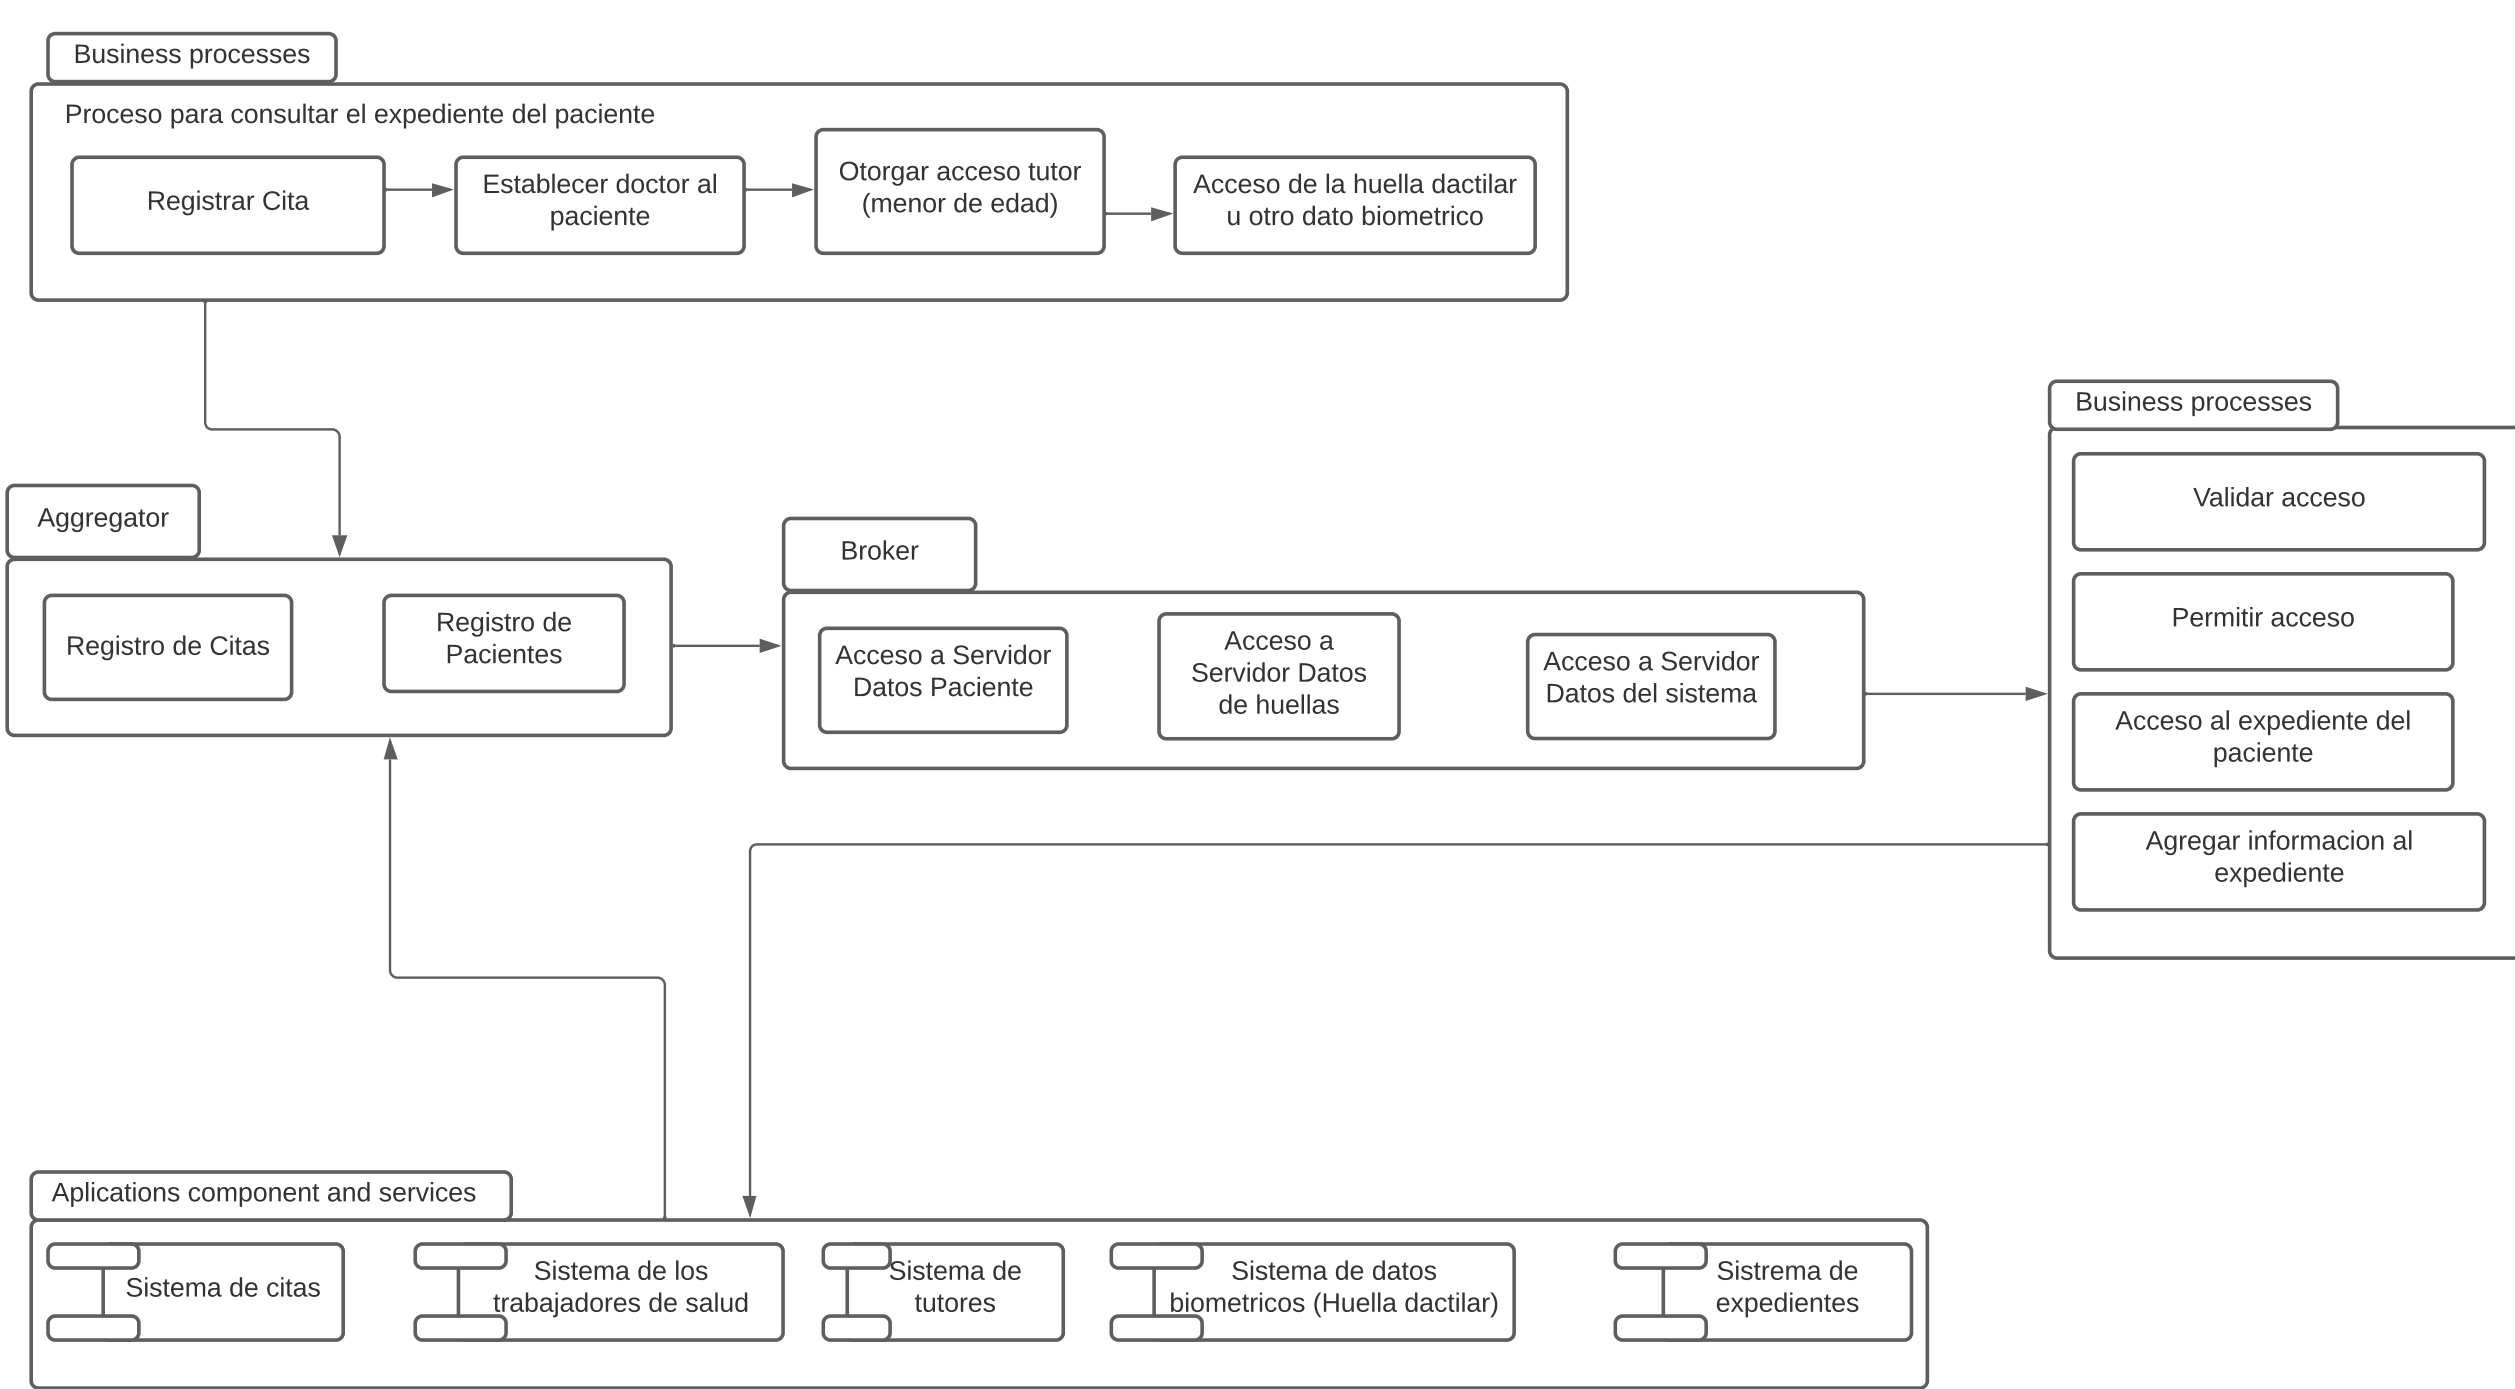 Business processes
Proceso para consultar el expediente del paciente
Registrar Cita
Establecer doctor al
paciente
Otorgar acceso tutor
(menor de edad)
Acceso de la huella dactilar
u otro dato biometrico
Business processes
Validar acceso
Permitir acceso
Acceso al expediente del
paciente
Agregar informacion al
expediente
Aggregator
Registro de Citas
Registro de
Pacientes
Broker
Acceso a Servidor
Datos Paciente
Acceso a
Servidor Datos
de huellas
Acceso a Servidor
Datos del sistema
Aplications component and services
Sistema de citas
Sistema de los
trabajadores de salud
Sistema de
tutores
Sistema de datos
biometricos (Huella dactilar)
Sistrema de
expedientes